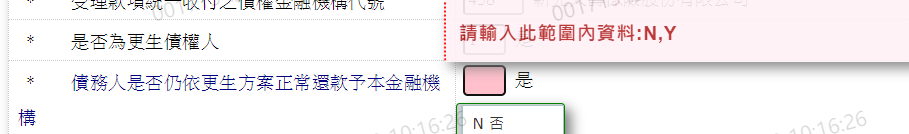 * 受理款項統一收付之債權金融機構代號
請輸入此範圍內資料:N,Y
* 是否為更生債權人
* 債務人是否仍依更生方案正常還款予本金融機 是
構
N 否
10:16:26
10:16:26